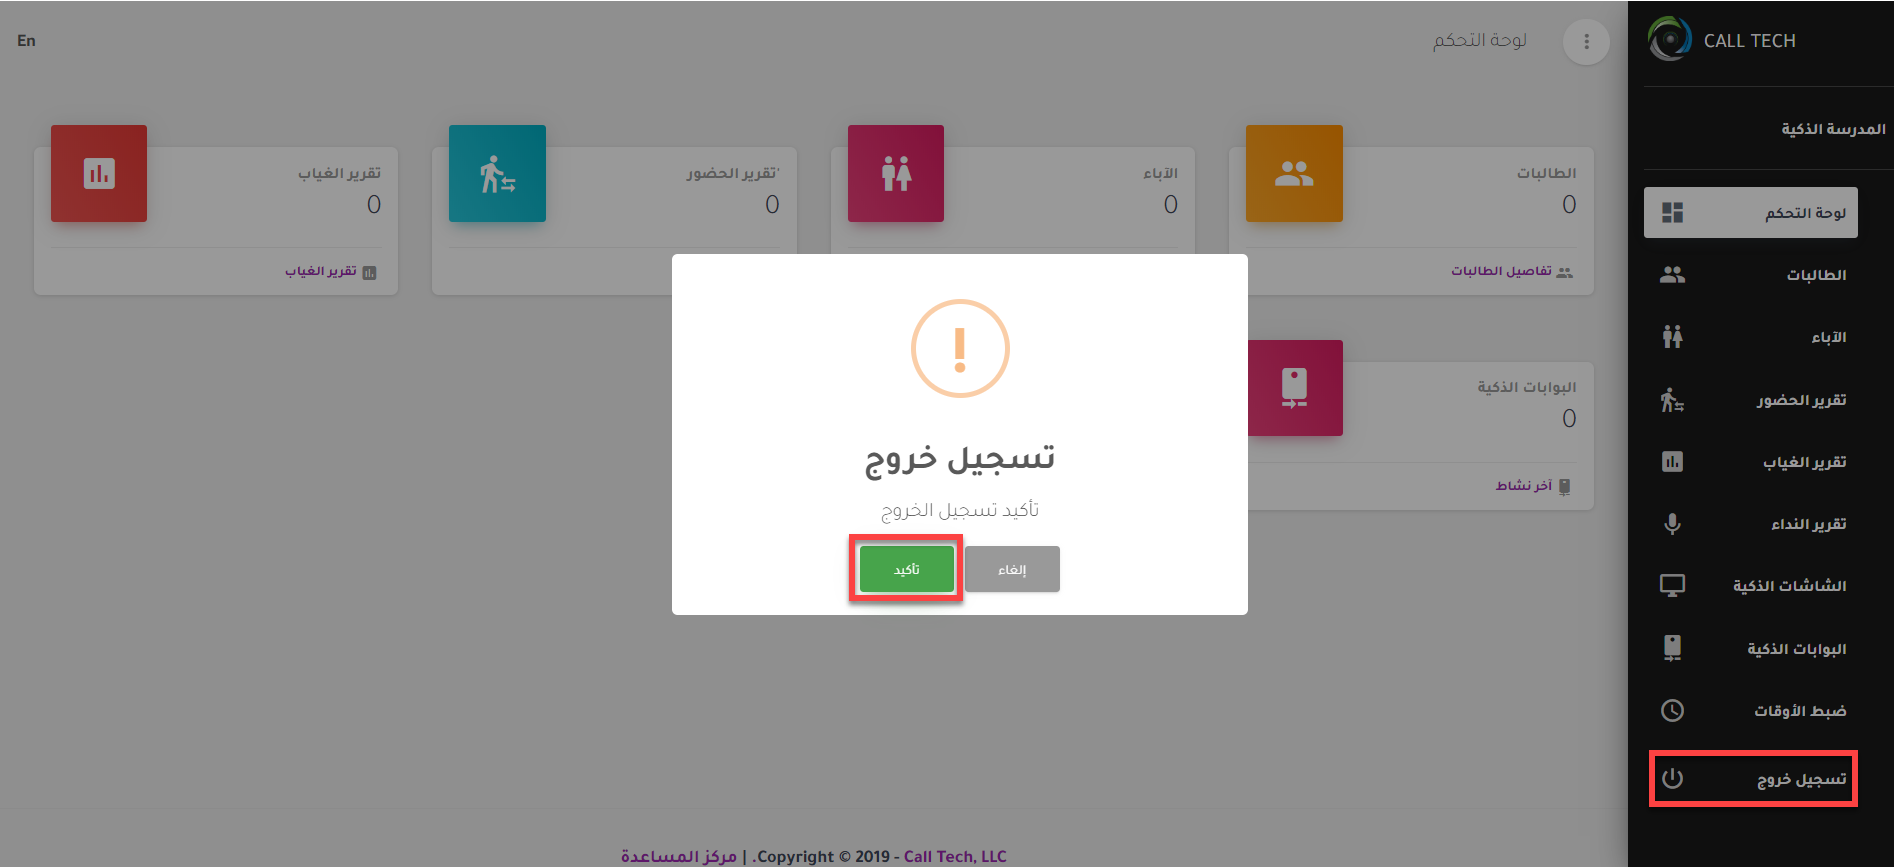 CALL TECH
المدرسة الذكية
لوحة التحكم
الطالبات
الآباء
تقرير الحضور
تقرير الغياب
تقرير النداء
الشاشات الذكية
البوابات الذكية
ضبط الأوقات
تسجيل خروج
لوحة التحكم
En
الطالبات
0
تفاصيل الطالبات
الآباء
0
'تقرير الحضور
0
تقرير الغياب
0
تقرير الغياب
البوابات الذكية
0
آخر نشاط
تسجيل خروج
تأكيد تسجيل الخروج
إلغاء
تأكيد
مركز المساعدة | .Copyright © 2019 - Call Tech, LLC